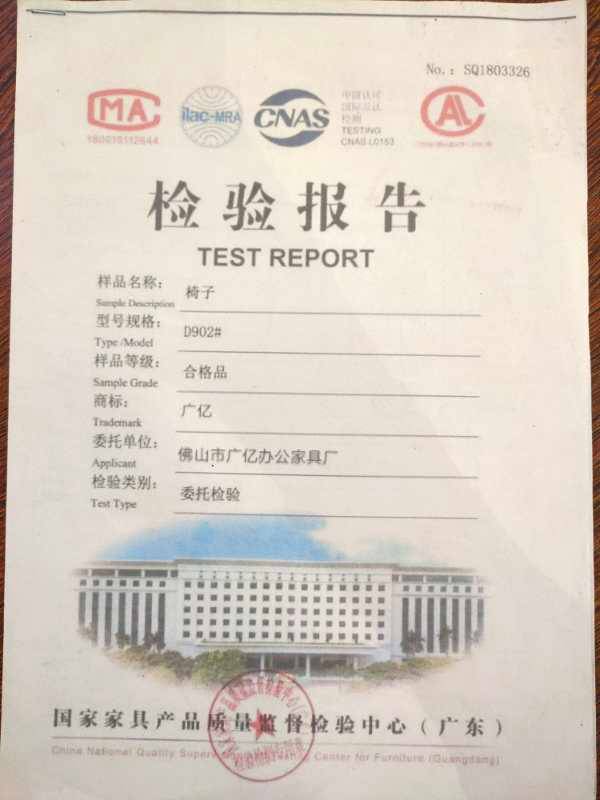 No.: SQ1803326
MA
ilac-MRA
CNAS
中国认可
国际互认
检测
TESTING
CNAS L0153
AL
检验报告
TEST REPORT
样品名称: 椅子
Sample Description
型号规格: D902#
Type /Model
样品等级: 合格品
Sample Grade
商标: 广亿
Trademark
委托单位: 佛山市广亿办公家具厂
Applicant
检验类别: 委托检验
Test Type
国家家具产品质量监督检验中心(广东)
China National Quality Center for Furniture (Guangdong)